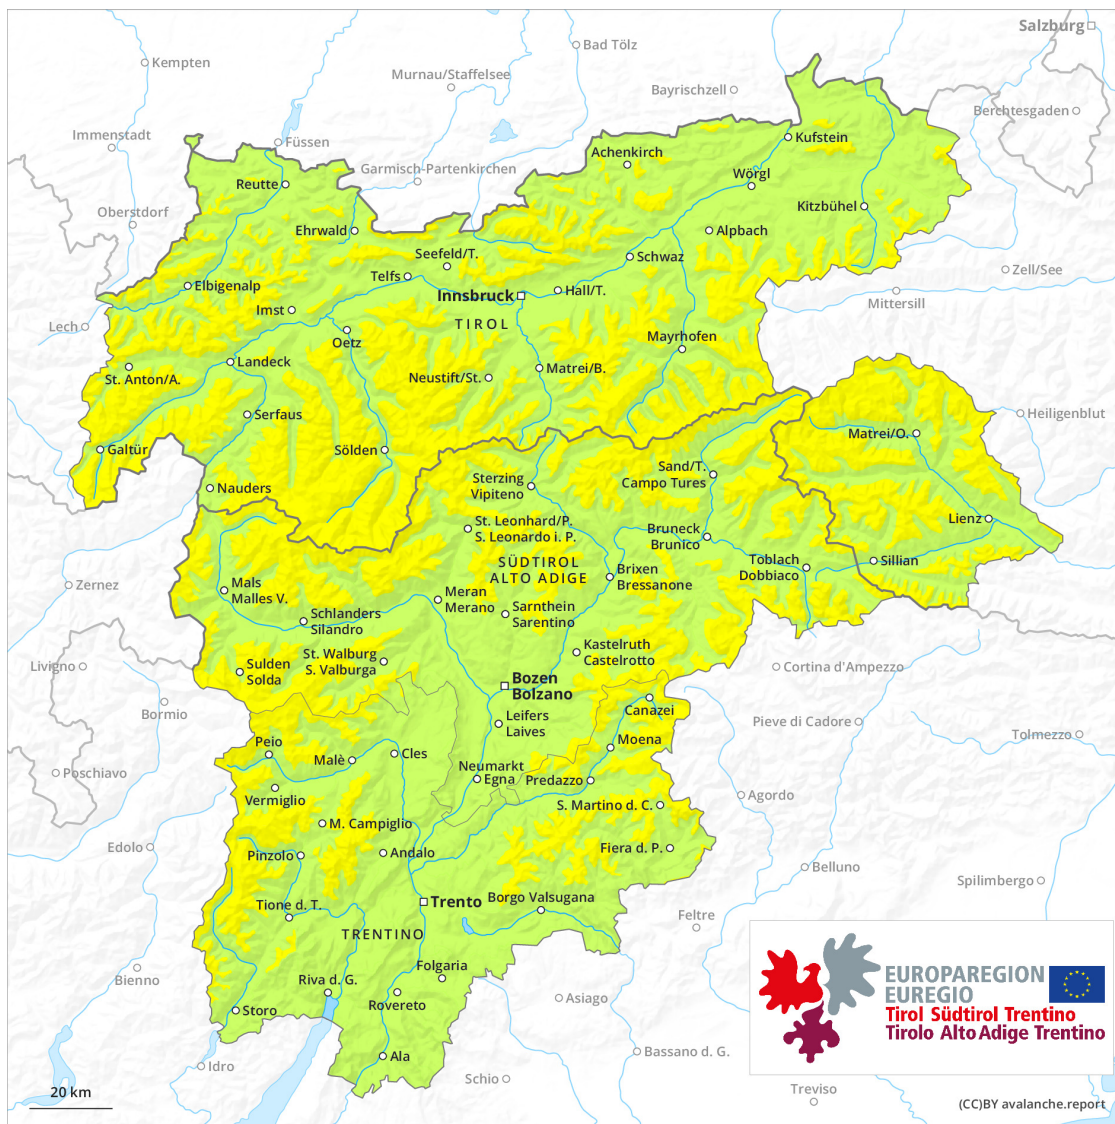 Salzburg
Bad Tölz
Kempten
Murnau/Staffelsee
Bayrischzell
Berchtesgaden
Immenstadt
Füssen
Kufstein
Achenkirch
Garmisch-Partenkirchen
Wörgl
Reutte
Oberstdorf
Kitzbühel
Ehrwald
Alpbach
Seefeld/T.
Schwaz
Zell/See
Telfs
Elbigenalp
Hall/T.
Innsbruck
Mittersill
Imst
TIROL
Lech
Oetz
Mayrhofen
Landeck
Matrei/B.
St. Anton/A.
Neustift/St.
Serfaus
Heiligenblut
Matrei/O.
Galtür
Sölden
Sand/T.
Campo Tures
Sterzing
Vipiteno
Nauders
Lienz
St. Leonhard/P.
S. Leonardo i. P.
Bruneck
Brunico
SÜDTIROL
ALTO ADIGE
Toblach
Dobbiaco
Sillian
Brixen
Bressanone
Zernez
Mals
Malles V.
Meran
Merano
Schlanders
Silandro
Sarnthein
Sarentino
Kastelruth
Castelrotto
St. Walburg
S. Valburga
Livigno
Sulden
Solda
Cortina d'Ampezzo
Bozen
Bolzano
Canazei
Bormio
Leifers
Laives
Pieve di Cadore
Tolmezzo
Moena
Peio
Malè
Cles
Poschiavo
Neumarkt
Egna
Predazzo
Vermiglio
Agordo
S. Martino d. C.
M. Campiglio
Edolo
Pinzolo
Andalo
Fiera d. P.
Belluno
Spilimbergo
Tione d. T.
Trento
Borgo Valsugana
Feltre
TRENTINO
Bienno
Folgaria
Riva d. G.
Rovereto
Asiago
Storo
EUROPAREGION
EUREGIO
Tirol Südtirol Trentino
Tirolo Alto Adige Trentino
Ala
Bassano d. G.
Idro
Schio
Treviso
20 km
(CC)BY avalanche.report